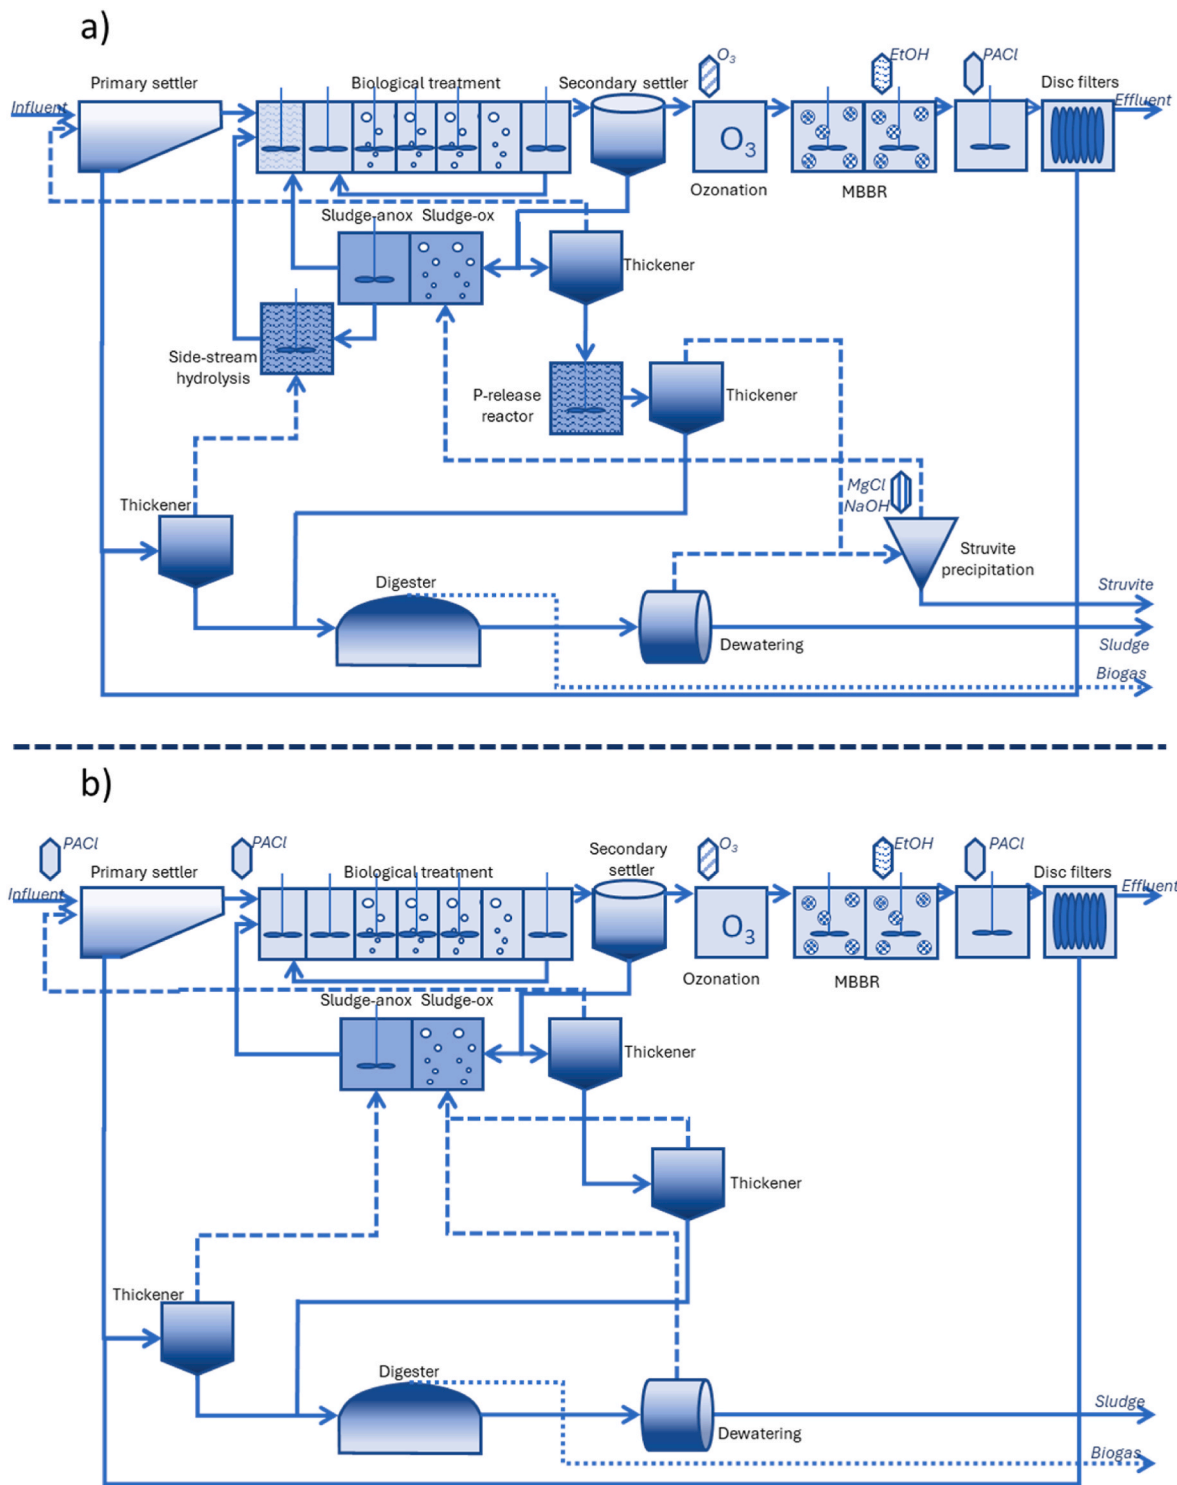 a)
Primary settler
Biological treatment
Secondary settler
O3
EtOH
PACl
Disc filters
Influent
Effluent
O3
Ozonation
MBBR
Sludge-anox
Sludge-ox
Thickener
Side-stream
hydrolysis
P-release
reactor
Thickener
Thickener
MgCl
NaOH
Struvite
precipitation
Digester
Struvite
Dewatering
Sludge
Biogas
b)
PACl
PACl
Secondary
settler
O3
EtOH
PACl
Primary settler
Biological treatment
Disc filters
Influent
Effluent
O3
Ozonation
MBBR
Sludge-anox
Sludge-ox
Thickener
Thickener
Thickener
Digester
Sludge
Dewatering
Biogas